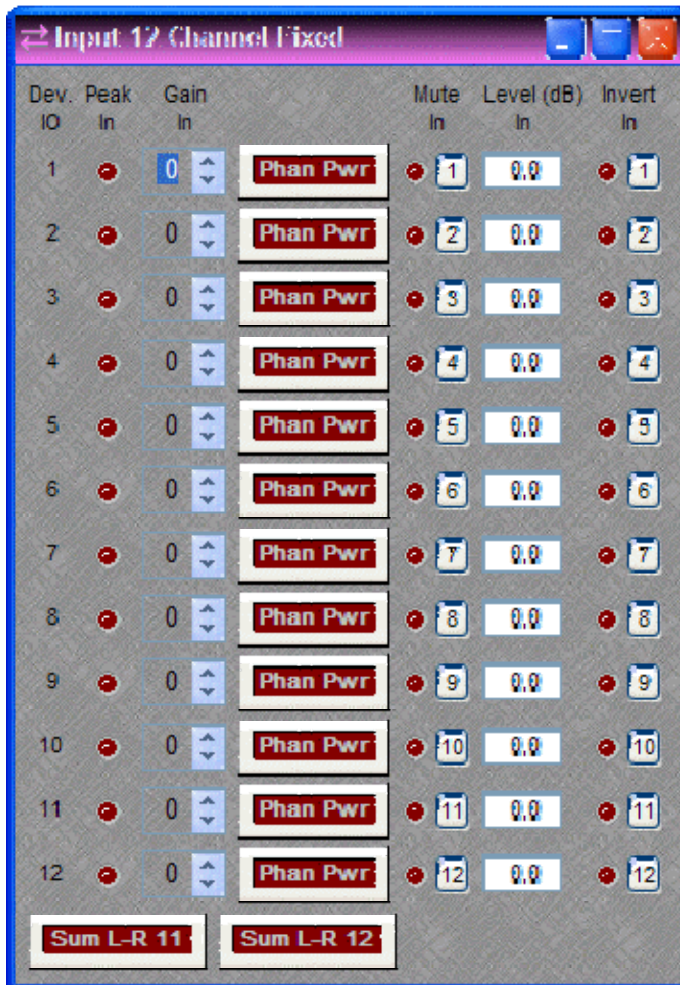 Input 12 Channel Fixed
Dev. Peak Gain Mute Level (dB) Invert
IO In In In In In
1 0 Phan Pwr 1 0.0 1
2 0 Phan Pwr 2 0.0 2
3 0 Phan Pwr 3 0.0 3
4 0 Phan Pwr 4 0.0 4
5 0 Phan Pwr 5 0.0 5
6 0 Phan Pwr 6 0.0 6
7 0 Phan Pwr 7 0.0 7
8 0 Phan Pwr 8 0.0 8
9 0 Phan Pwr 9 0.0 9
10 0 Phan Pwr 10 0.0 10
11 0 Phan Pwr 11 0.0 11
12 0 Phan Pwr 12 0.0 12
Sum L-R 11 Sum L-R 12